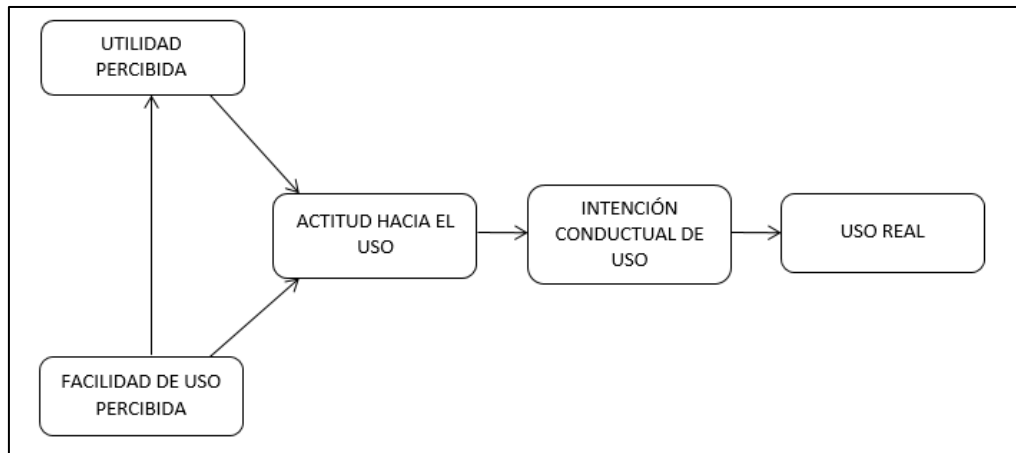 UTILIDAD
PERCIBIDA
ACTITUD HACIA EL
USO
INTENCIÓN
CONDUCTUAL DE
USO
USO REAL
FACILIDAD DE USO
PERCIBIDA